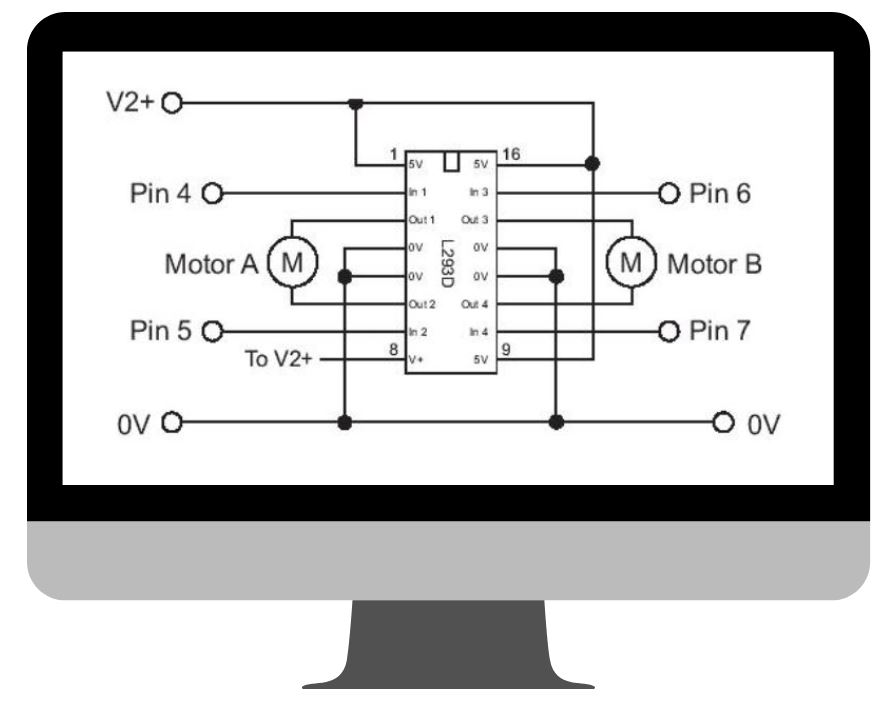 V2+
1 16
5V 5V
Pin 4 In 1 In 3 Pin 6
Out 1 Out 3
0V 0V
Motor A M L293D M Motor B
0V 0V
Out 2 Out 4
Pin 5 In 2 In 4 Pin 7
8 9
To V2+ V+ 5V
0V 0V